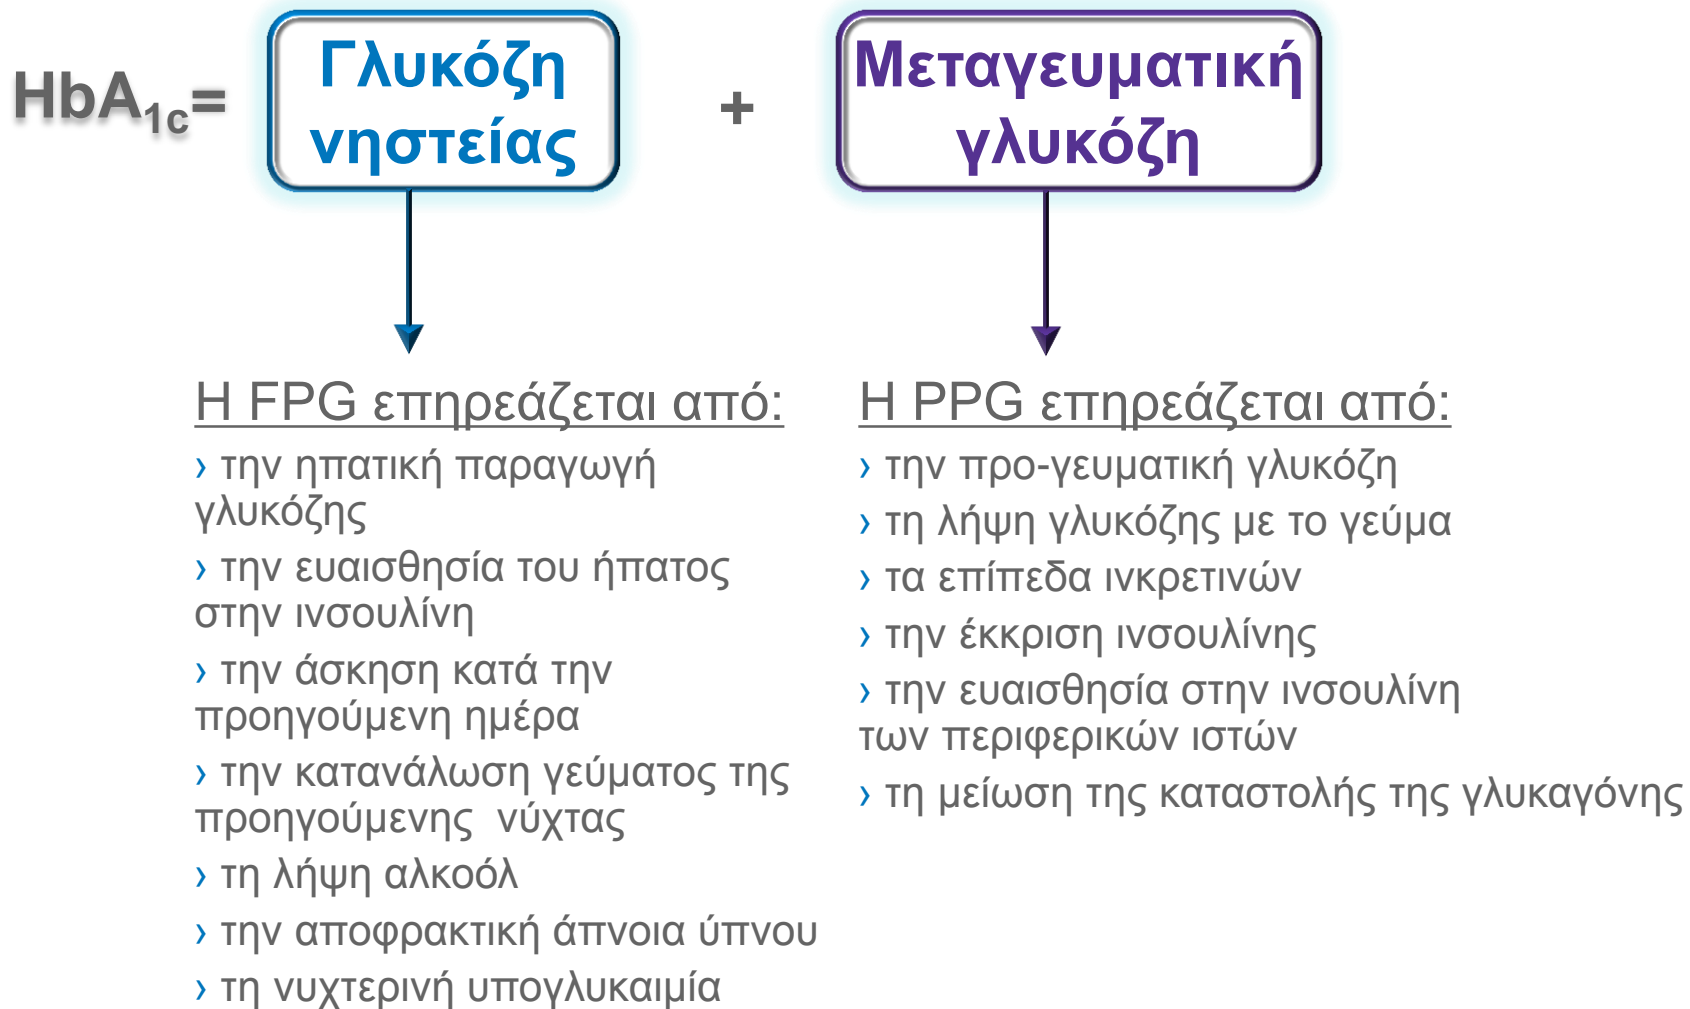 HbA1c=
Γλυκόζη
νηστείας
+
Μεταγευματική
γλυκόζη
Η FPG επηρεάζεται από:
› την ηπατική παραγωγή
γλυκόζης
› την ευαισθησία του ήπατος
στην ινσουλίνη
› την άσκηση κατά την
προηγούμενη ημέρα
› την κατανάλωση γεύματος της
προηγούμενης νύχτας
› τη λήψη αλκοόλ
› την αποφρακτική άπνοια ύπνου
› τη νυχτερινή υπογλυκαιμία
Η PPG επηρεάζεται από:
› την προ-γευματική γλυκόζη
› τη λήψη γλυκόζης με το γεύμα
› τα επίπεδα ινκρετινών
› την έκκριση ινσουλίνης
› την ευαισθησία στην ινσουλίνη
των περιφερικών ιστών
› τη μείωση της καταστολής της γλυκαγόνης